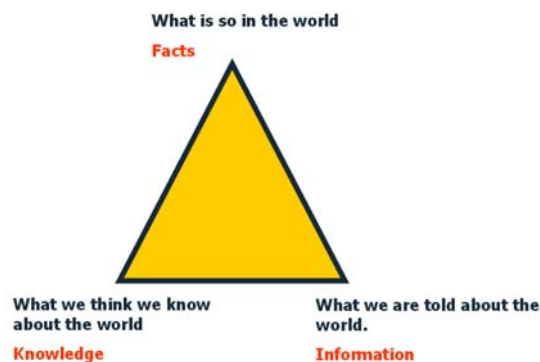 What is so in the world
Facts
What we think we know
about the world
Knowledge
What we are told about the
world.
Information